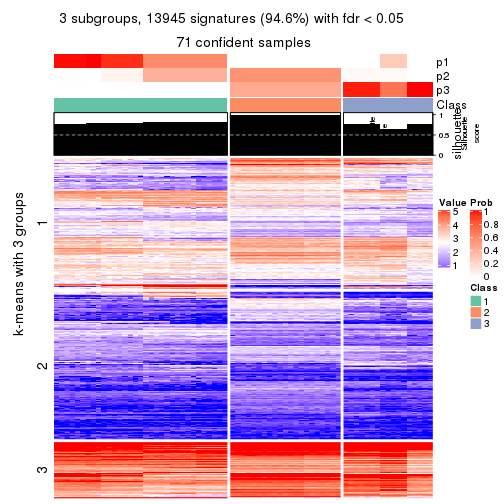 3 subgroups, 13945 signatures (94.6%) with fdr < 0.05
71 confident samples
p1
p2
p3
Class
1
0.5
0
silhouette
Silhouette
score
k-means with 3 groups
1
2
3
Value
5
4
3
2
1
Prob
1
0.8
0.6
0.4
0.2
0
Class
1
2
3